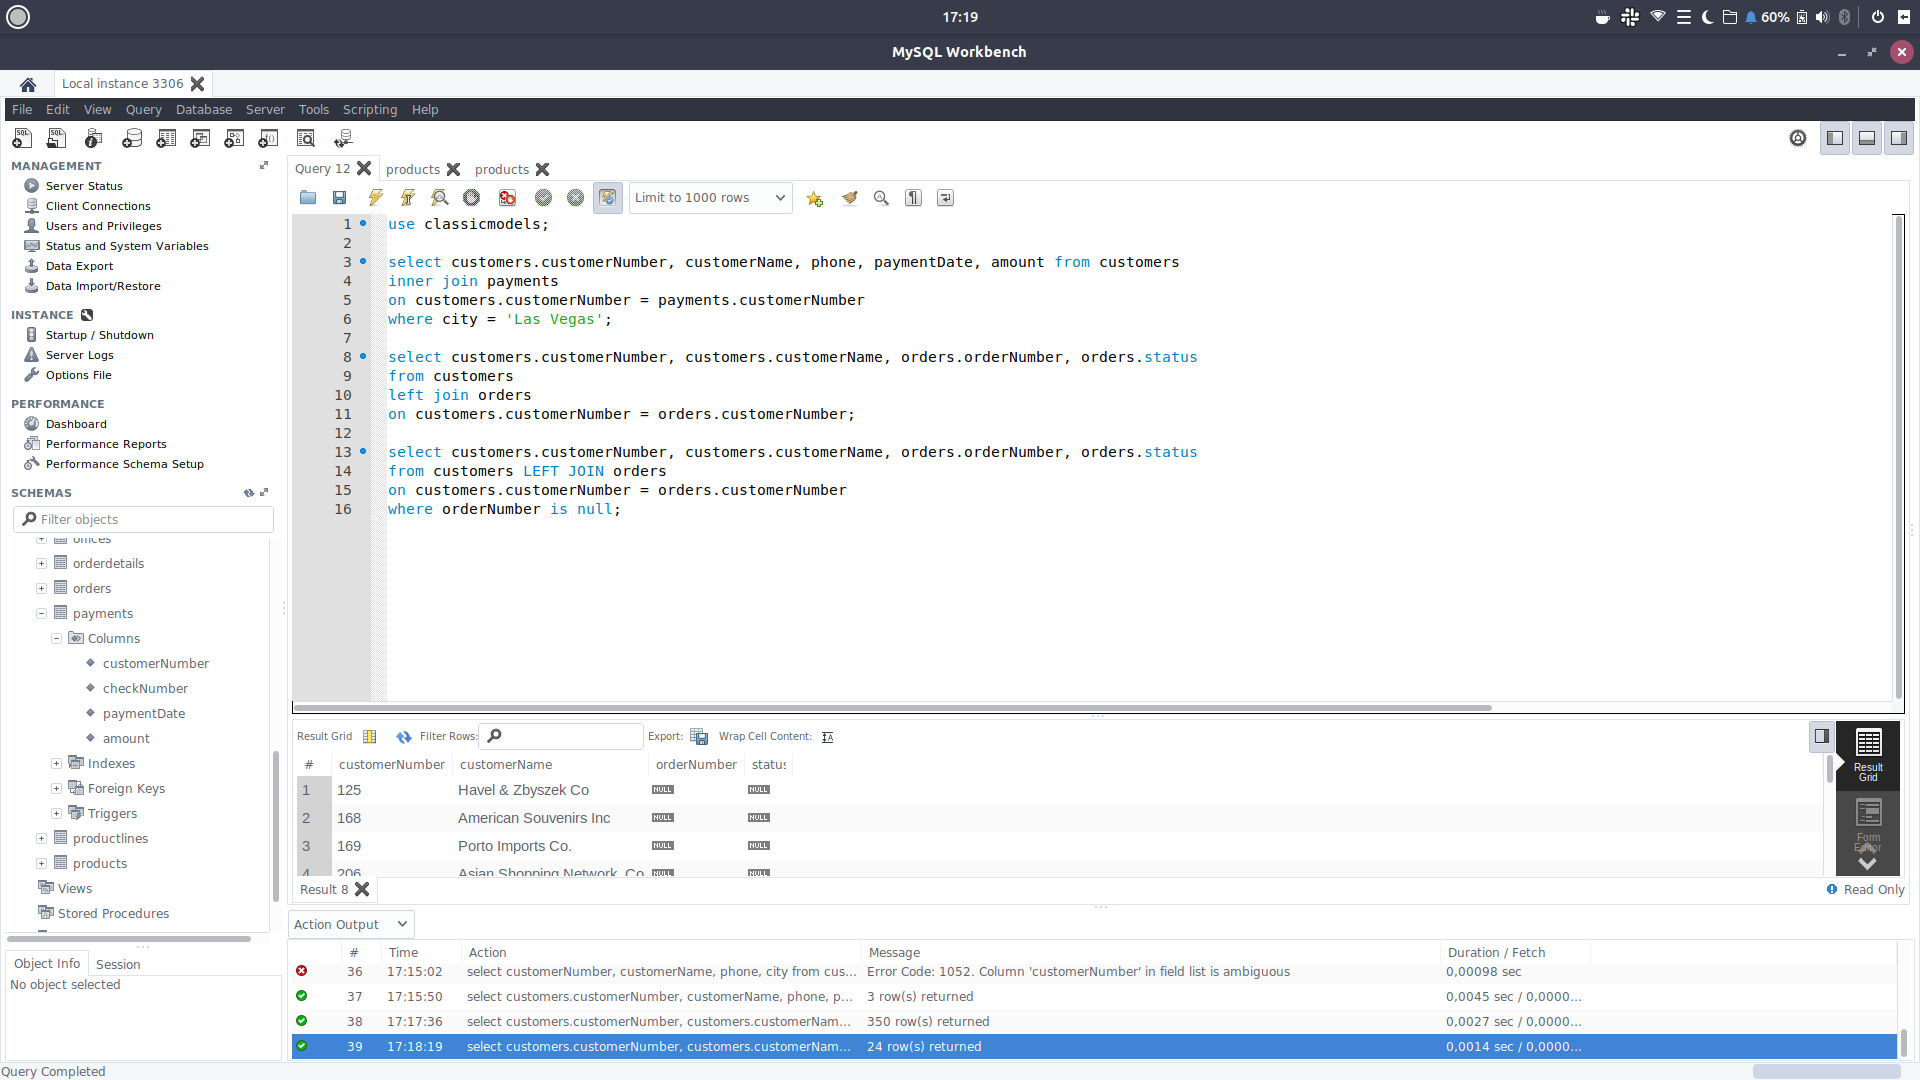 17:19
60%
MySQL Workbench
Local instance 3306
File Edit View Query Database Server Tools Scripting Help
MANAGEMENT
Server Status
Client Connections
Users and Privileges
Status and System Variables
Data Export
Data Import/Restore
INSTANCE
Startup / Shutdown
Server Logs
Options File
PERFORMANCE
Dashboard
Performance Reports
Performance Schema Setup
SCHEMAS
Filter objects
offices
orderdetails
orders
payments
Columns
customerNumber
checkNumber
paymentDate
amount
Indexes
Foreign Keys
Triggers
productlines
products
Views
Stored Procedures
Object Info Session
No object selected
Query 12 products products
Limit to 1000 rows
1 use classicmodels;
2
3 select customers.customerNumber, customerName, phone, paymentDate, amount from customers
4 inner join payments
5 on customers.customerNumber = payments.customerNumber
6 where city = 'Las Vegas';
7
8 select customers.customerNumber, customers.customerName, orders.orderNumber, orders.status
9 from customers
10 left join orders
11 on customers.customerNumber = orders.customerNumber;
12
13 select customers.customerNumber, customers.customerName, orders.orderNumber, orders.status
14 from customers LEFT JOIN orders
15 on customers.customerNumber = orders.customerNumber
16 where orderNumber is null;
Result Grid Filter Rows: Export: Wrap Cell Content:
# customerNumber customerName orderNumber status
1 125 Havel & Zbyszek Co NULL NULL
2 168 American Souvenirs Inc NULL NULL
3 169 Porto Imports Co. NULL NULL
4 206 Asian Shopping Network, Co NULL NULL
Result Grid
Form Editor
Result 8
Read Only
Action Output
# Time Action Message Duration / Fetch
36 17:15:02 select customerNumber, customerName, phone, city from cus... Error Code: 1052. Column 'customerNumber' in field list is ambiguous 0,00098 sec
37 17:15:50 select customers.customerNumber, customerName, phone, p... 3 row(s) returned 0,0045 sec / 0,0000...
38 17:17:36 select customers.customerNumber, customers.customerNam... 350 row(s) returned 0,0027 sec / 0,0000...
39 17:18:19 select customers.customerNumber, customers.customerNam... 24 row(s) returned 0,0014 sec / 0,0000...
Query Completed